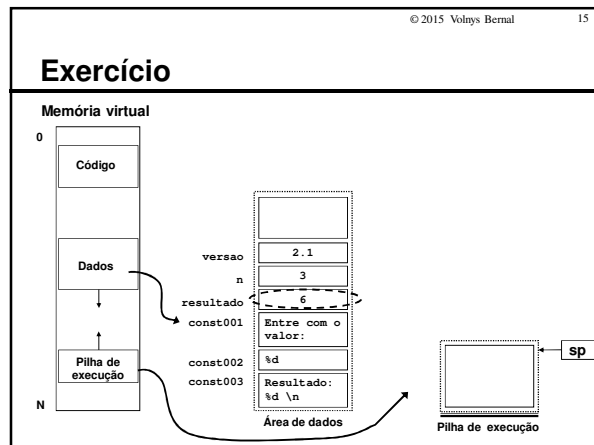 © 2015 Volnys Bernal 15
Exercício
Memória virtual
0
Código
Dados
Pilha de
execução
N
versao 2.1
n 3
resultado 6
const001 Entre com o
valor:
const002 %d
const003 Resultado:
%d \n
Área de dados
sp
Pilha de execução